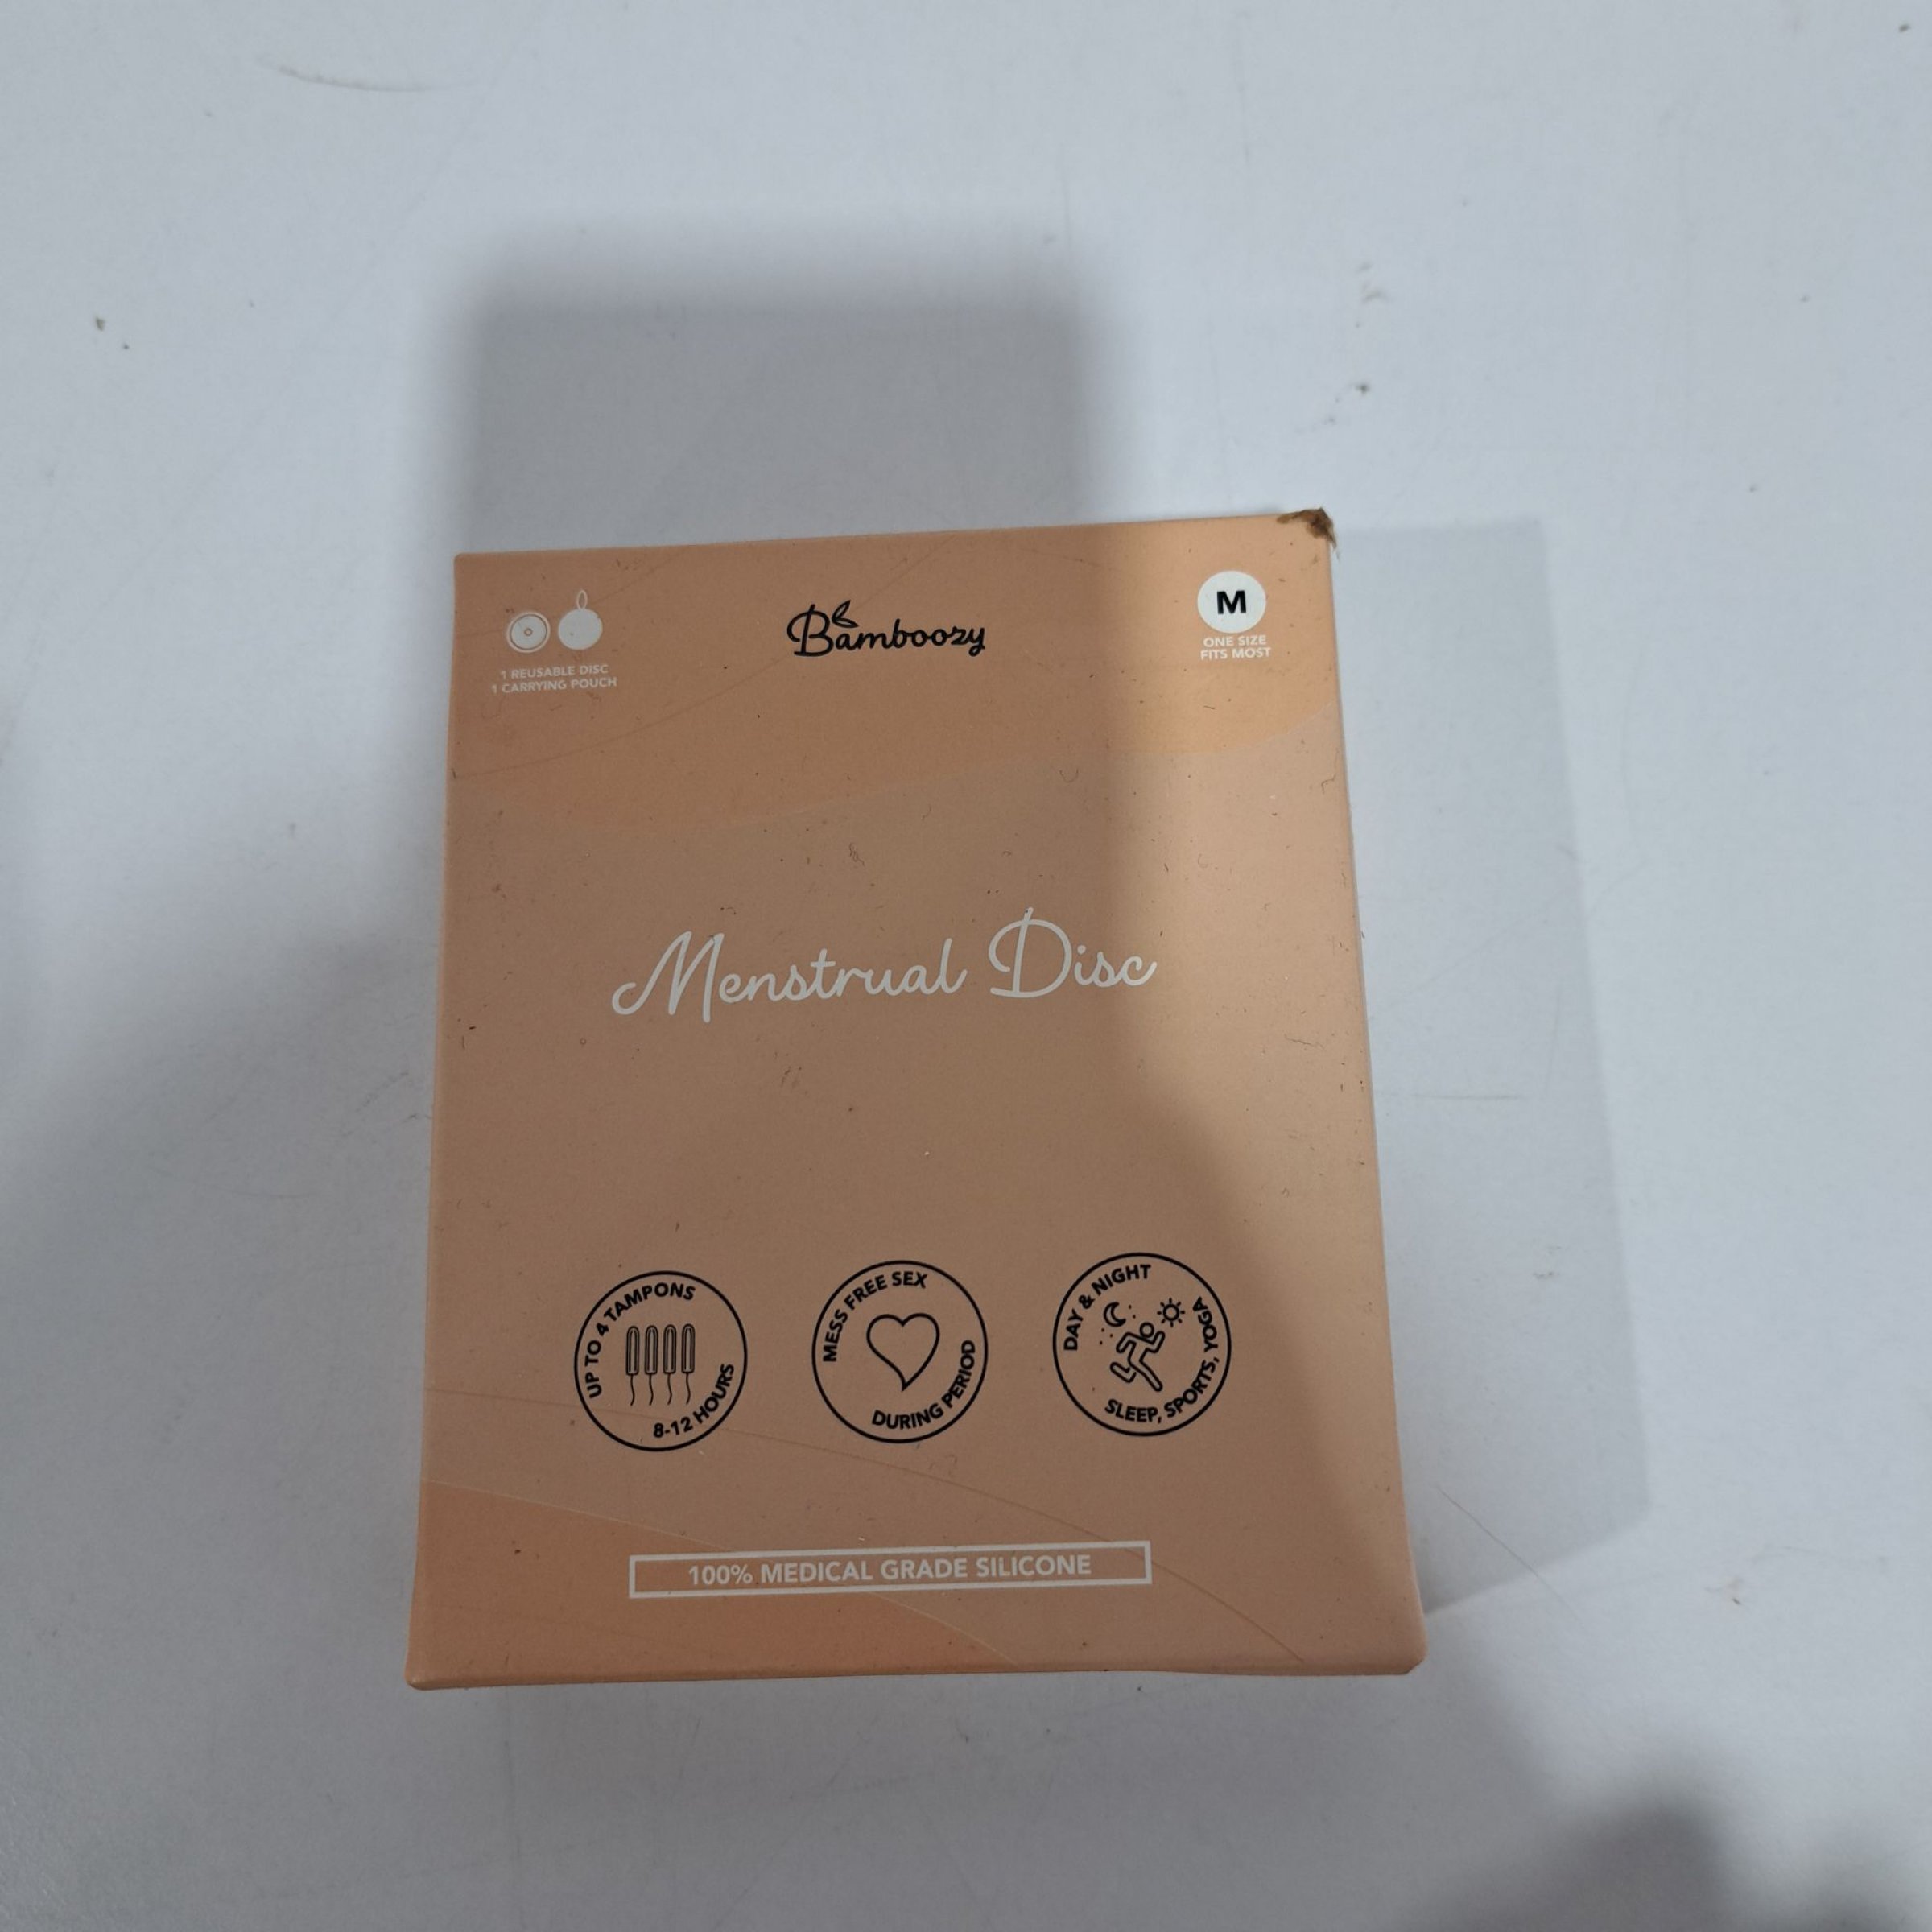 1 REUSABLE DISC
1 CARRYING POUCH
Bamboozy
M
ONE SIZE
FITS MOST
Menstrual Disc
UP TO 4 TAMPONS
8-12 HOURS
MESS FREE SEX
DURING PERIOD
DAY & NIGHT
SLEEP, SPORTS, YOGA
100% MEDICAL GRADE SILICONE